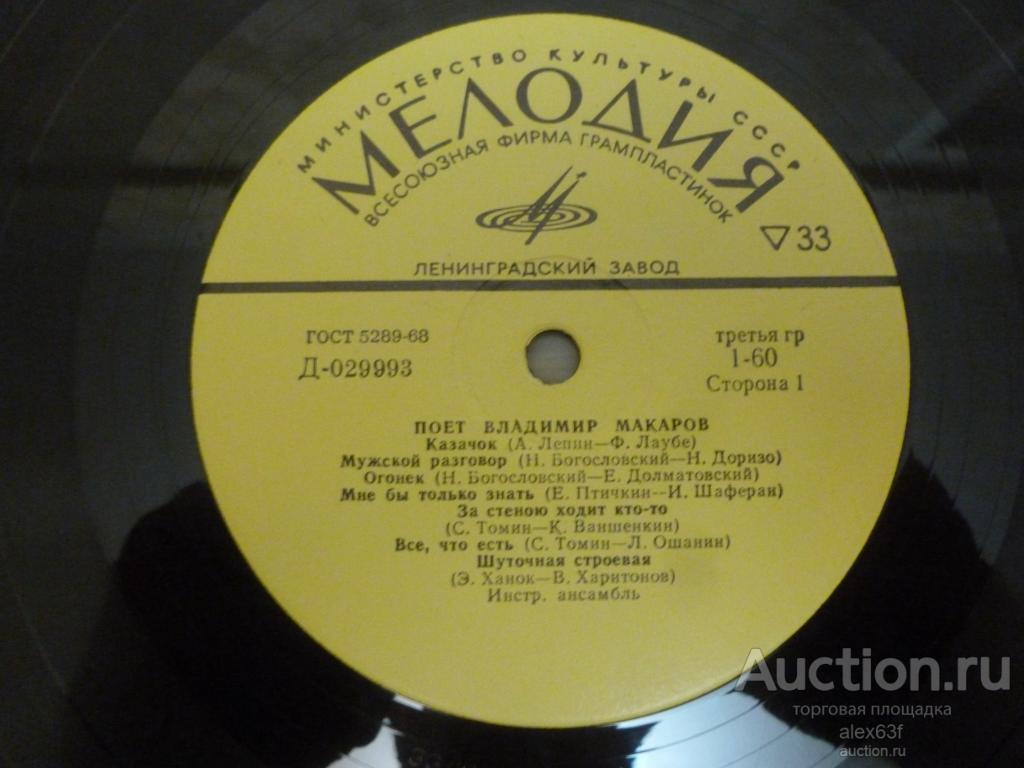 МИНИСТЕРСТВО КУЛЬТУРЫ СССР
МЕЛОДИЯ
ВСЕСОЮЗНАЯ ФИРМА ГРАМПЛАСТИНОК
▽33
ЛЕНИНГРАДСКИЙ ЗАВОД
ГОСТ 5289-68
третья гр
Д-029993
1-60
Сторона 1
ПОЕТ ВЛАДИМИР МАКАРОВ
Казачок (А. Лепин—Ф. Лаубе)
Мужской разговор (Н. Богословский—Н. Доризо)
Огонек (Н. Богословский—Е. Долматовский)
Мне бы только знать (Е. Птичкин—И. Шаферан)
За стеною ходит кто-то
(С. Томин—К. Ваншенкин)
Все, что есть (С. Томин—Л. Ошанин)
Шуточная строевая
(Э. Ханок—В. Харитонов)
Инстр. ансамбль
Auction.ru
торговая площадка
alex63f
auction.ru